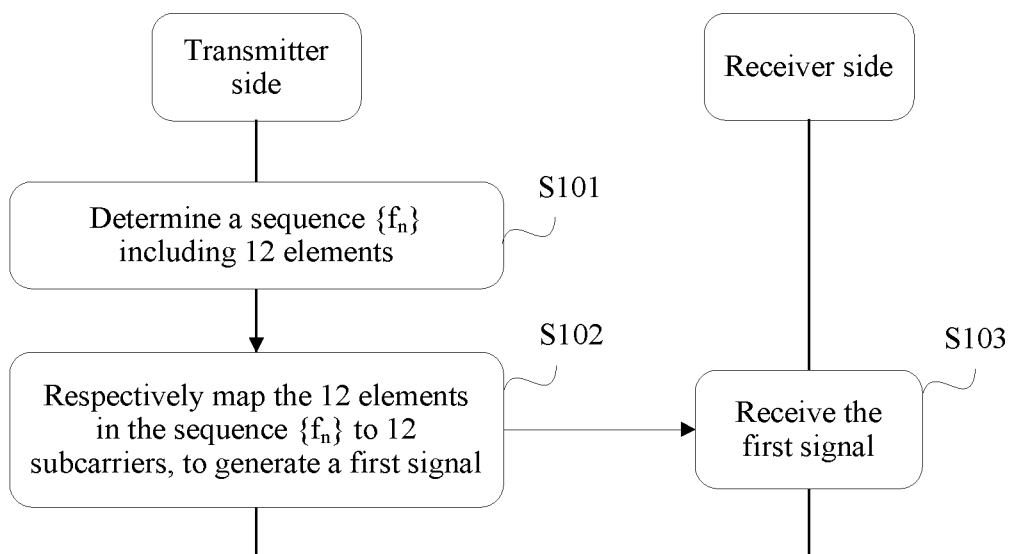 Transmitter
side
Receiver side
S101
Determine a sequence {fn}
including 12 elements
S102
Respectively map the 12 elements
in the sequence {fn} to 12
subcarriers, to generate a first signal
S103
Receive the
first signal